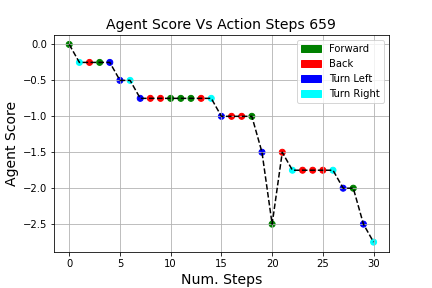 Agent Score Vs Action Steps 659
0.0
−0.5
−1.0
−1.5
−2.0
−2.5
Agent Score
Forward
Back
Turn Left
Turn Right
0 5 10 15 20 25 30
Num. Steps